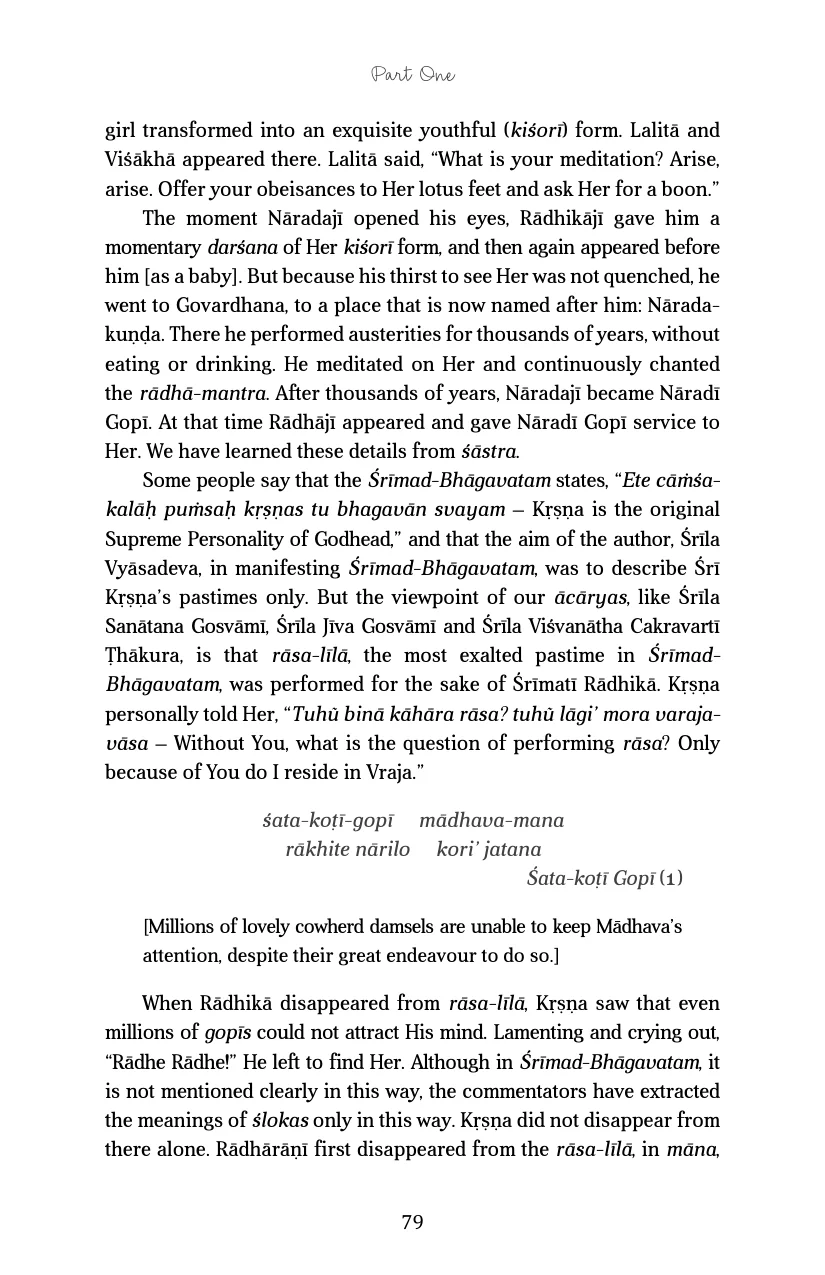 Part One
girl transformed into an exquisite youthful (kiśorī) form. Lalitā and
Viśākhā appeared there. Lalitā said, “What is your meditation? Arise,
arise. Offer your obeisances to Her lotus feet and ask Her for a boon.”
The moment Nāradajī opened his eyes, Rādhikājī gave him a
momentary darśana of Her kiśorī form, and then again appeared before
him [as a baby]. But because his thirst to see Her was not quenched, he
went to Govardhana, to a place that is now named after him: Nārada-
kuṇḍa. There he performed austerities for thousands of years, without
eating or drinking. He meditated on Her and continuously chanted
the rādhā-mantra. After thousands of years, Nāradajī became Nāradī
Gopī. At that time Rādhājī appeared and gave Nāradī Gopī service to
Her. We have learned these details from śāstra.
Some people say that the Śrīmad-Bhāgavatam states, “Ete cāṁśa-
kalāḥ puṁsaḥ kṛṣṇas tu bhagavān svayam – Kṛṣṇa is the original
Supreme Personality of Godhead,” and that the aim of the author, Śrīla
Vyāsadeva, in manifesting Śrīmad-Bhāgavatam, was to describe Śrī
Kṛṣṇa’s pastimes only. But the viewpoint of our ācāryas, like Śrīla
Sanātana Gosvāmī, Śrīla Jīva Gosvāmī and Śrīla Viśvanātha Cakravartī
Ṭhākura, is that rāsa-līlā, the most exalted pastime in Śrīmad-
Bhāgavatam, was performed for the sake of Śrīmatī Rādhikā. Kṛṣṇa
personally told Her, “Tuhũ binā kāhāra rāsa? tuhũ lāgi’ mora varaja-
vāsa – Without You, what is the question of performing rāsa? Only
because of You do I reside in Vraja.”
śata-koṭī-gopī mādhava-mana
rākhite nārilo kori’ jatana
Śata-koṭī Gopī (1)
[Millions of lovely cowherd damsels are unable to keep Mādhava’s
attention, despite their great endeavour to do so.]
When Rādhikā disappeared from rāsa-līlā, Kṛṣṇa saw that even
millions of gopīs could not attract His mind. Lamenting and crying out,
“Rādhe Rādhe!” He left to find Her. Although in Śrīmad-Bhāgavatam, it
is not mentioned clearly in this way, the commentators have extracted
the meanings of ślokas only in this way. Kṛṣṇa did not disappear from
there alone. Rādhārāṇī first disappeared from the rāsa-līlā, in māna,
79